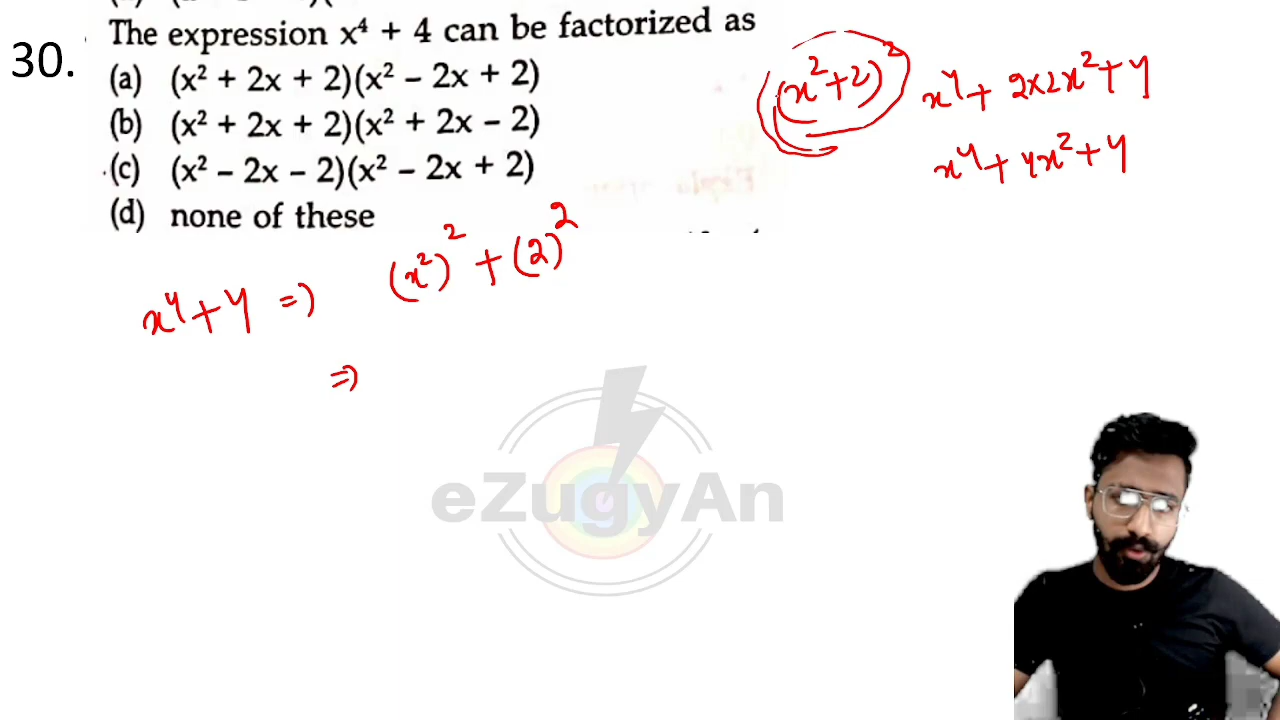 30.
The expression x⁴ + 4 can be factorized as
(a) (x² + 2x + 2)(x² – 2x + 2)
(b) (x² + 2x + 2)(x² + 2x – 2)
(c) (x² – 2x – 2)(x² – 2x + 2)
(d) none of these
(x²+2)² x⁴ + 2×2x² + 4
x⁴ + 4x² + 4
x⁴ + 4 ⇒ (x²)² + (2)²
⇒
eZugyAn